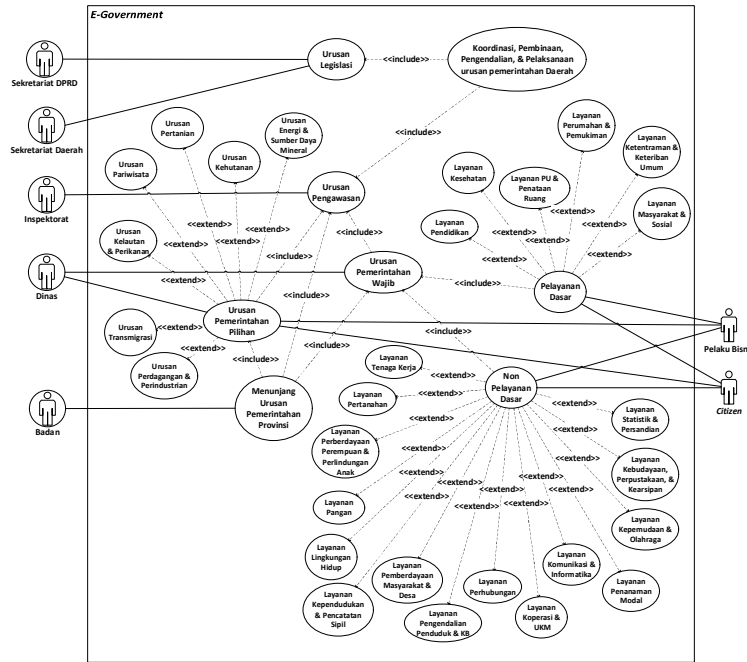 E-Government
Sekretariat DPRD
Sekretariat Daerah
Inspektorat
Dinas
Badan
Urusan
Legislasi
<<include>>
Koordinasi, Pembinaan,
Pengendalian, & Pelaksanaan
urusan pemerintahan Daerah
<<include>>
Urusan
Pariwisata
Urusan
Pertanian
Urusan
Kehutanan
Urusan
Energi &
Sumber Daya
Mineral
Urusan
Pengawasan
Urusan
Kelautan
& Perikanan
<<extend>>
<<extend>>
<<extend>>
<<extend>>
<<extend>>
<<include>>
<<include>>
<<include>>
Urusan
Pemerintahan
Wajib
<<include>>
Urusan
Transmigrasi
<<extend>>
<<extend>>
Urusan
Pemerintahan
Pilihan
Urusan
Perdagangan &
Perindustrian
<<include>>
<<include>>
Menunjang
Urusan
Pemerintahan
Provinsi
<<include>>
Layanan
Pendidikan
Layanan
Kesehatan
Layanan PU &
Penataan
Ruang
Layanan
Perumahan &
Pemukiman
Layanan
Ketentraman &
Keteriban
Umum
Layanan
Masyarakat &
Sosial
<<extend>>
<<extend>>
<<extend>>
<<extend>>
<<extend>>
<<extend>>
Pelayanan
Dasar
Pelaku Bisn
Citizen
Non
Pelayanan
Dasar
Layanan
Tenaga Kerja
<<extend>>
Layanan
Pertanahan
<<extend>>
Layanan
Perberdayaan
Perempuan &
Perlindungan
Anak
<<extend>>
Layanan
Pangan
<<extend>>
Layanan
Lingkungan
Hidup
<<extend>>
Layanan
Kependudukan &
Pencatatan
Sipil
<<extend>>
Layanan
Pemberdayaan
Masyarakat &
Desa
<<extend>>
Layanan
Pengendalian
Penduduk & KB
<<extend>>
Layanan
Perhubungan
<<extend>>
Layanan
Koperasi &
UKM
<<extend>>
Layanan
Komunikasi &
Informatika
<<extend>>
Layanan
Penanaman
Modal
<<extend>>
Layanan
Kepemudaan &
Olahraga
<<extend>>
Layanan
Kebudayaan,
Perpustakaan, &
Kearsipan
<<extend>>
Layanan
Statistik &
Persandian
<<extend>>